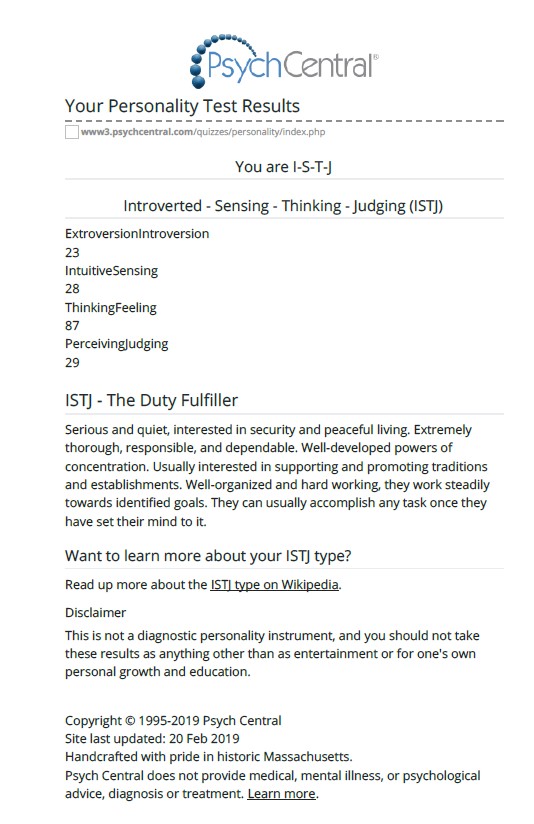 PsychCentral®
Your Personality Test Results
www3.psychcentral.com/quizzes/personality/index.php
You are I-S-T-J
Introverted - Sensing - Thinking - Judging (ISTJ)
ExtroversionIntroversion
23
IntuitiveSensing
28
ThinkingFeeling
87
PerceivingJudging
29
ISTJ - The Duty Fulfiller
Serious and quiet, interested in security and peaceful living. Extremely
thorough, responsible, and dependable. Well-developed powers of
concentration. Usually interested in supporting and promoting traditions
and establishments. Well-organized and hard working, they work steadily
towards identified goals. They can usually accomplish any task once they
have set their mind to it.
Want to learn more about your ISTJ type?
Read up more about the ISTJ type on Wikipedia.
Disclaimer
This is not a diagnostic personality instrument, and you should not take
these results as anything other than as entertainment or for one's own
personal growth and education.
Copyright © 1995-2019 Psych Central
Site last updated: 20 Feb 2019
Handcrafted with pride in historic Massachusetts.
Psych Central does not provide medical, mental illness, or psychological
advice, diagnosis or treatment. Learn more.